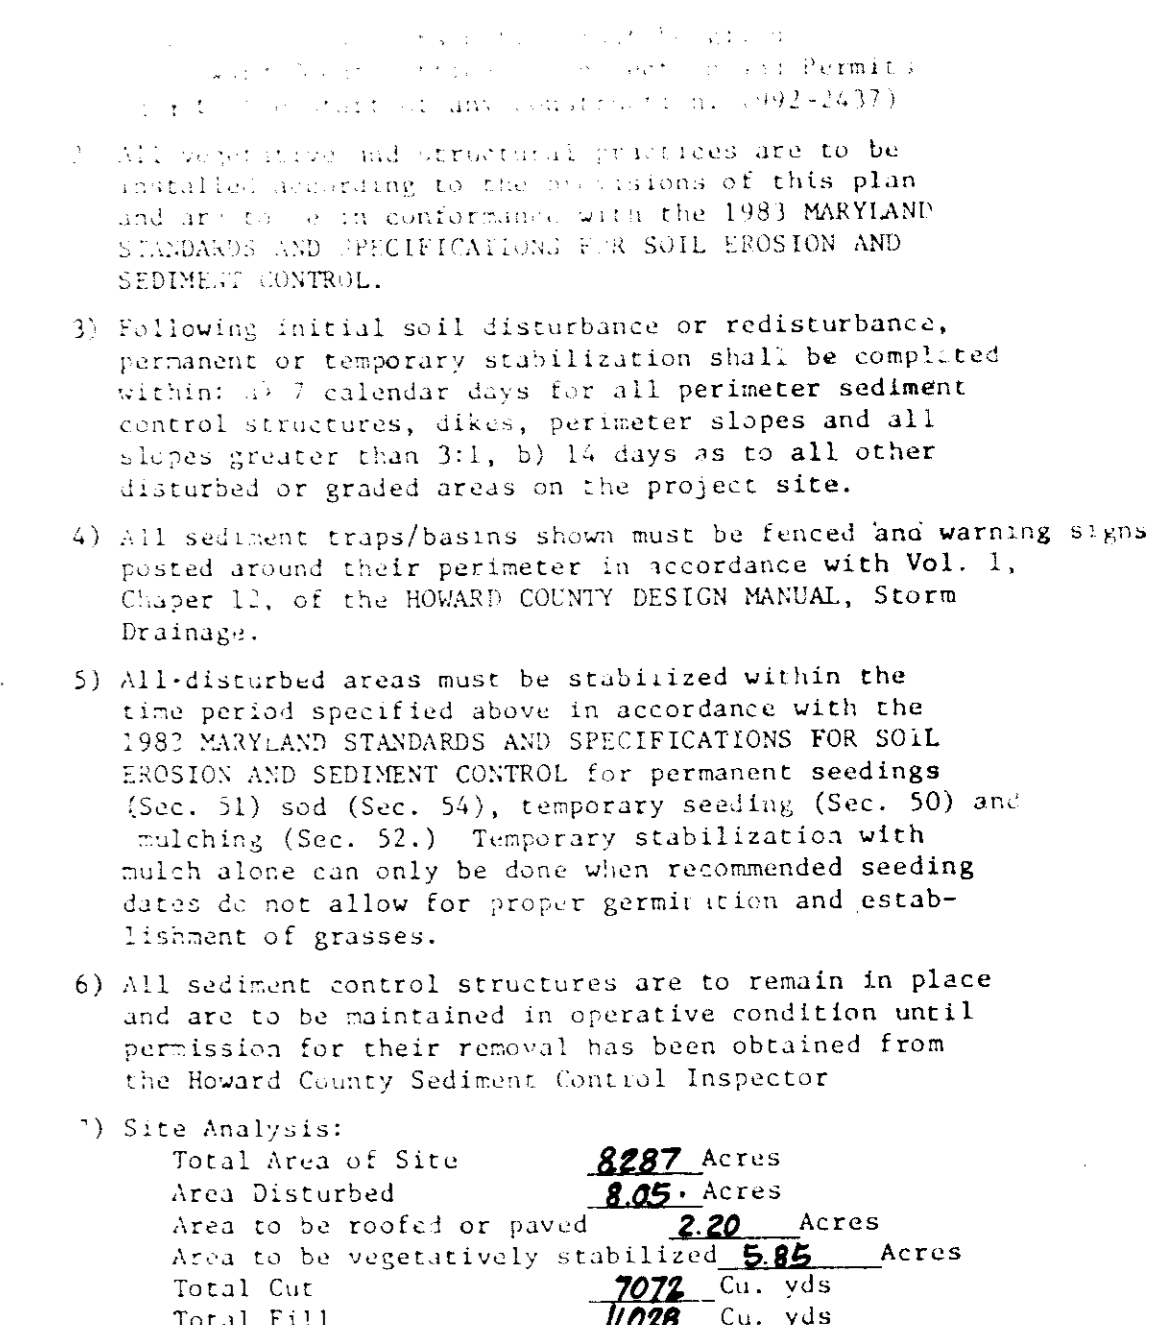 Permits
any construction. (992-2437)
All vegetative and structural practices are to be
installed according to the provisions of this plan
and are to be in conformance with the 1983 MARYLAND
STANDARDS AND SPECIFICATIONS FOR SOIL EROSION AND
SEDIMENT CONTROL.
3) Following initial soil disturbance or redisturbance,
permanent or temporary stabilization shall be completed
within: a) 7 calendar days for all perimeter sediment
control structures, dikes, perimeter slopes and all
slopes greater than 3:1, b) 14 days as to all other
disturbed or graded areas on the project site.
4) All sediment traps/basins shown must be fenced and warning signs
posted around their perimeter in accordance with Vol. 1,
Chaper 12, of the HOWARD COUNTY DESIGN MANUAL, Storm
Drainage.
5) All disturbed areas must be stabilized within the
time period specified above in accordance with the
1983 MARYLAND STANDARDS AND SPECIFICATIONS FOR SOIL
EROSION AND SEDIMENT CONTROL for permanent seedings
(Sec. 51) sod (Sec. 54), temporary seeding (Sec. 50) and
mulching (Sec. 52.) Temporary stabilization with
mulch alone can only be done when recommended seeding
dates do not allow for proper germination and estab-
lishment of grasses.
6) All sediment control structures are to remain in place
and are to be maintained in operative condition until
permission for their removal has been obtained from
the Howard County Sediment Control Inspector
7) Site Analysis:
Total Area of Site 8287 Acres
Area Disturbed 8.05 Acres
Area to be roofed or paved 2.20 Acres
Area to be vegetatively stabilized 5.85 Acres
Total Cut 7072 Cu. yds
Total Fill 11028 Cu. yds